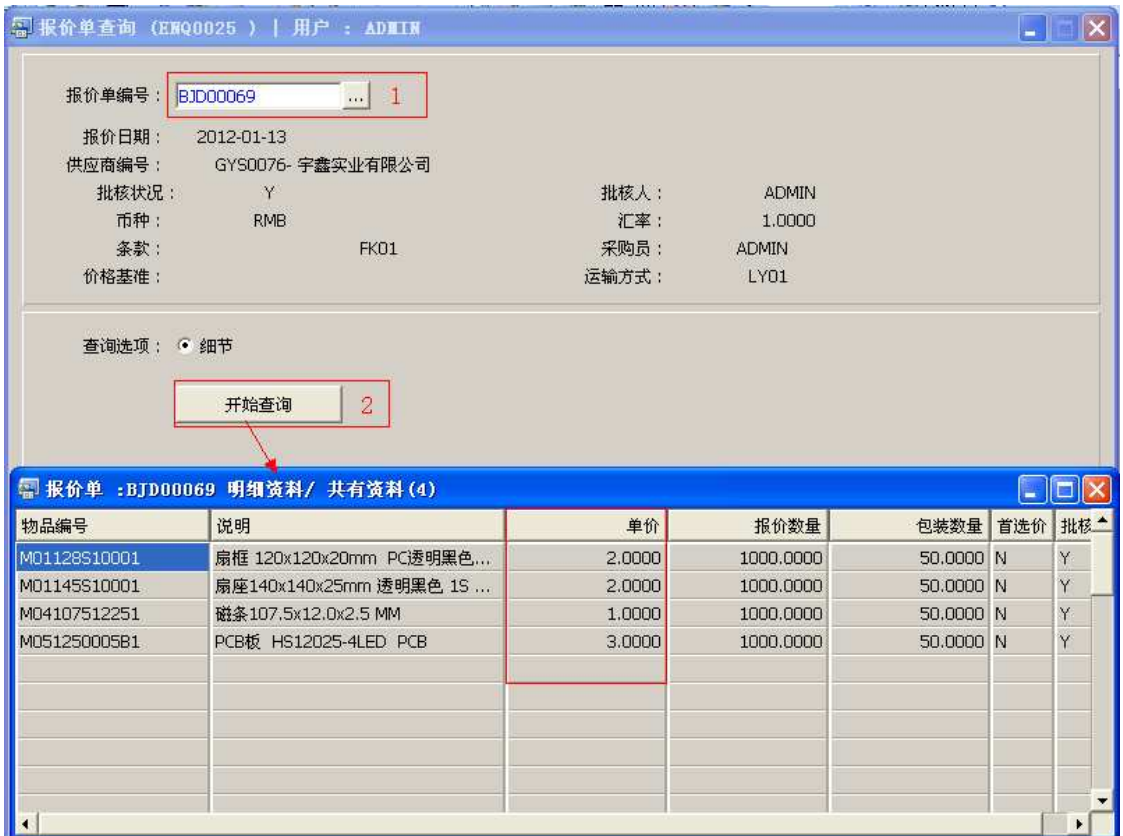 报价单查询 (ENQ0025 ) | 用户 : ADMIN
报价单编号： BJD00069 ... 1
报价日期： 2012-01-13
供应商编号： GYS0076- 宇鑫实业有限公司
批核状况： Y 批核人： ADMIN
币种： RMB 汇率： 1.0000
条款： FK01 采购员： ADMIN
价格基准： 运输方式： LY01
查询选项： 细节
开始查询 2
报价单 :BJD00069 明细资料/ 共有资料(4)
物品编号 说明 单价 报价数量 包装数量 首选价 批核
M01128S10001 扇框 120x120x20mm PC透明黑色... 2.0000 1000.0000 50.0000 N Y
M01145S10001 扇座140x140x25mm 透明黑色 1S ... 2.0000 1000.0000 50.0000 N Y
M04107512251 磁条107.5x12.0x2.5 MM 1.0000 1000.0000 50.0000 N Y
M051250005B1 PCB板 HS12025-4LED PCB 3.0000 1000.0000 50.0000 N Y